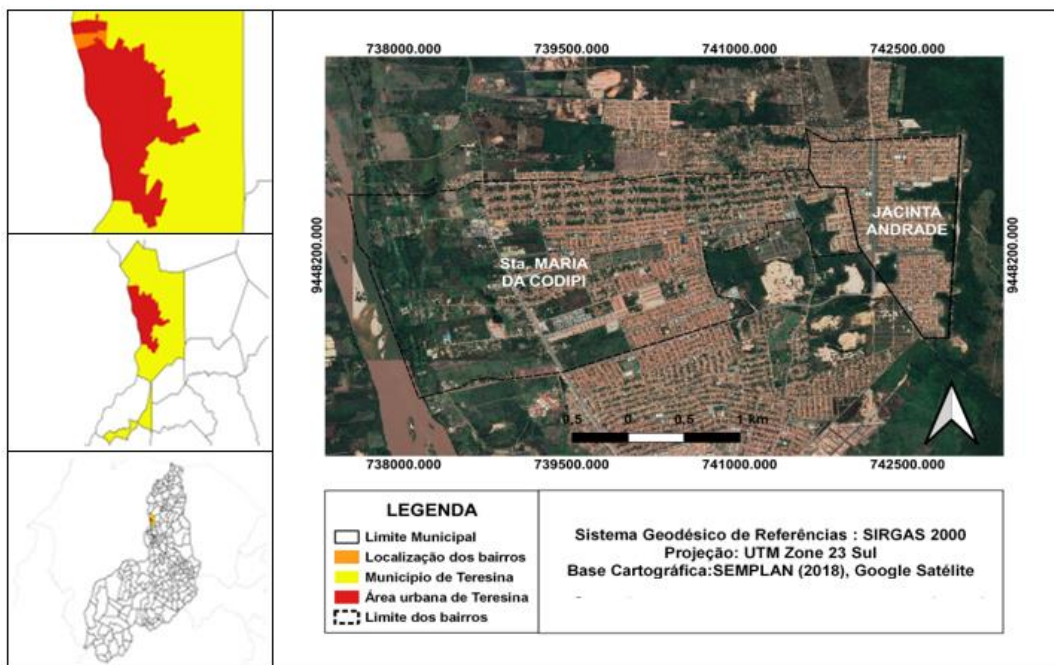 738000.000 739500.000 741000.000 742500.000
9448200.000
9448200.000
JACINTA
ANDRADE
Sta. MARIA
DA CODIPI
0.5 0 0.5 1 km
738000.000 739500.000 741000.000 742500.000
LEGENDA
Limite Municipal
Localização dos bairros
Municipio de Teresina
Área urbana de Teresina
Limite dos bairros
Sistema Geodésico de Referências : SIRGAS 2000
Projeção: UTM Zone 23 Sul
Base Cartográfica:SEMPLAN (2018), Google Satélite